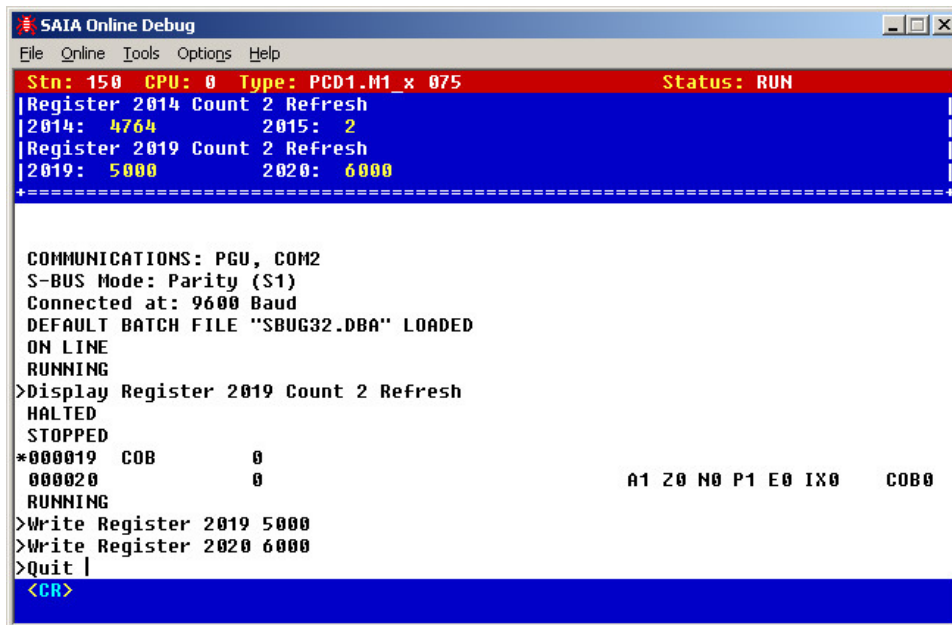 SAIA Online Debug
File Online Tools Options Help
Stn: 150 CPU: 0 Type: PCD1.M1_x 075 Status: RUN
|Register 2014 Count 2 Refresh |
|2014: 4764 2015: 2 |
|Register 2019 Count 2 Refresh |
|2019: 5000 2020: 6000 |
+==============================================================================+
COMMUNICATIONS: PGU, COM2
S-BUS Mode: Parity (S1)
Connected at: 9600 Baud
DEFAULT BATCH FILE "SBUG32.DBA" LOADED
ON LINE
RUNNING
>Display Register 2019 Count 2 Refresh
HALTED
STOPPED
*000019 COB 0
000020 0 A1 Z0 N0 P1 E0 IX0 COB0
RUNNING
>Write Register 2019 5000
>Write Register 2020 6000
>Quit
<CR>